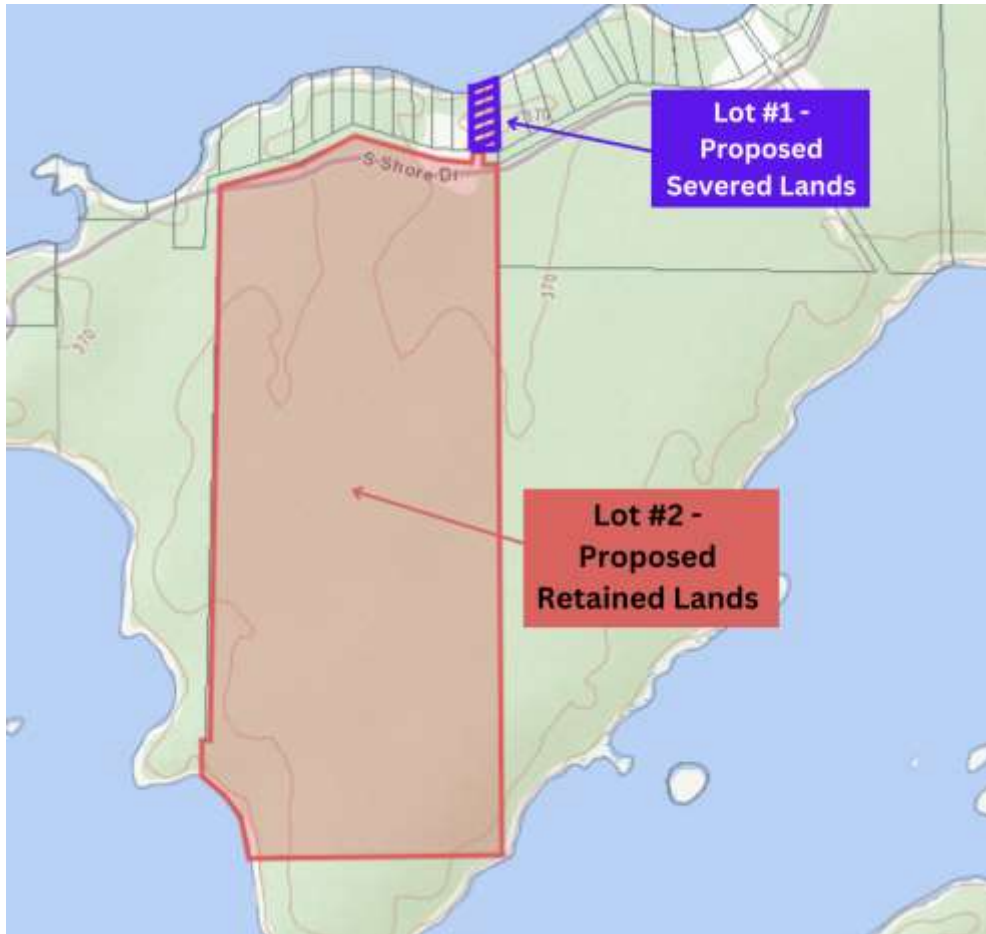 Lot #1 -
Proposed
Severed Lands
370
S Shore Dr
370
370
Lot #2 -
Proposed
Retained Lands